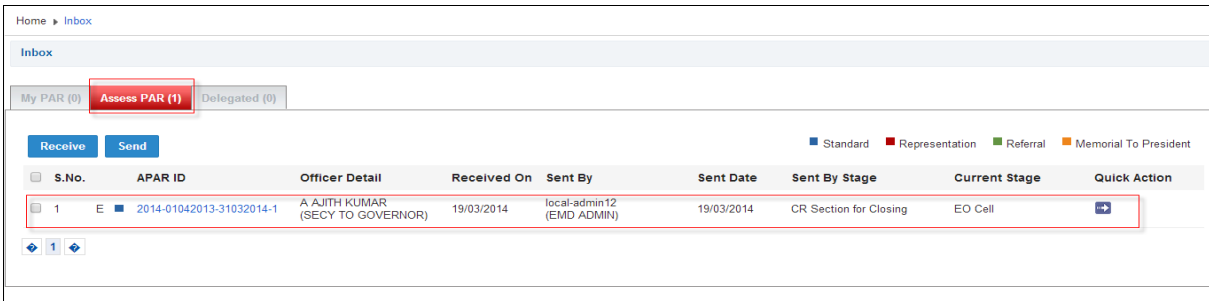 Home Inbox
Inbox
My PAR (0) Assess PAR (1) Delegated (0)
Receive Send Standard Representation Referral Memorial To President
S.No. APAR ID Officer Detail Received On Sent By Sent Date Sent By Stage Current Stage Quick Action
1 E 2014-01042013-31032014-1 A AJITH KUMAR (SECY TO GOVERNOR) 19/03/2014 local-admin12 (EMD ADMIN) 19/03/2014 CR Section for Closing EO Cell
1